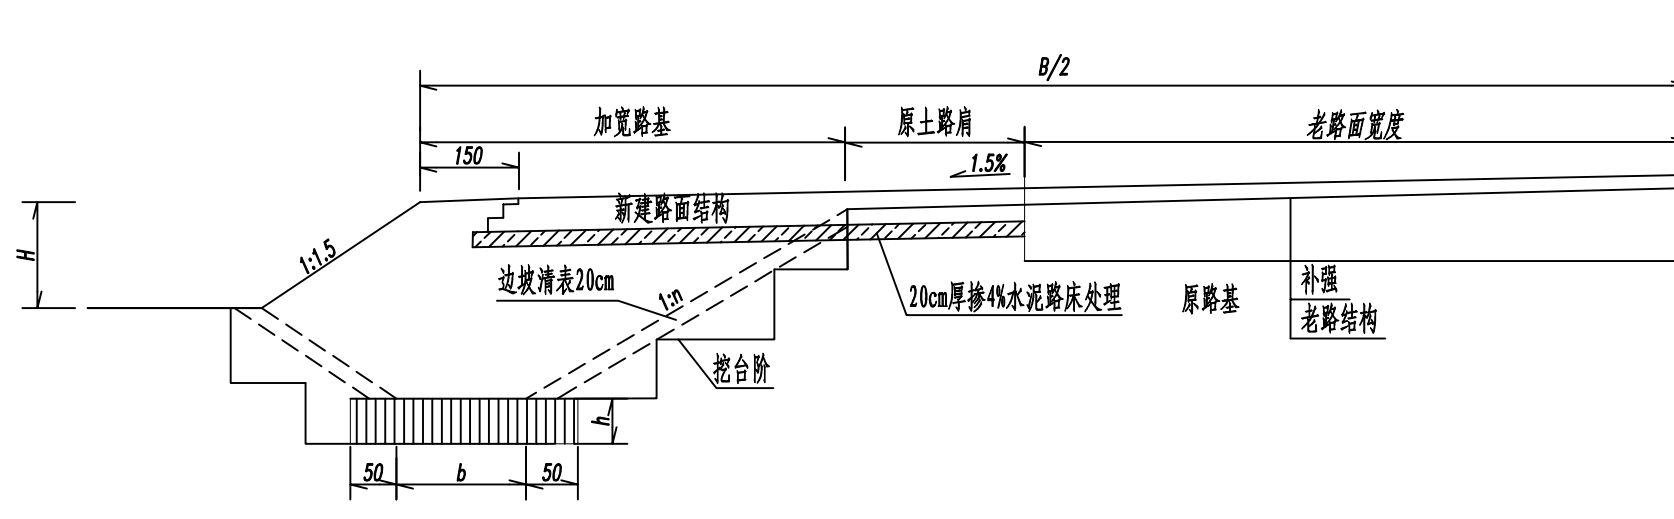 B/2
加宽路基
原土路肩
老路面宽度
150
1.5%
新建路面结构
H
1:1.5
边坡清表20cm
1:n
20cm厚掺4%水泥路床处理
原路基
补强
老路结构
挖台阶
h
50
b
50